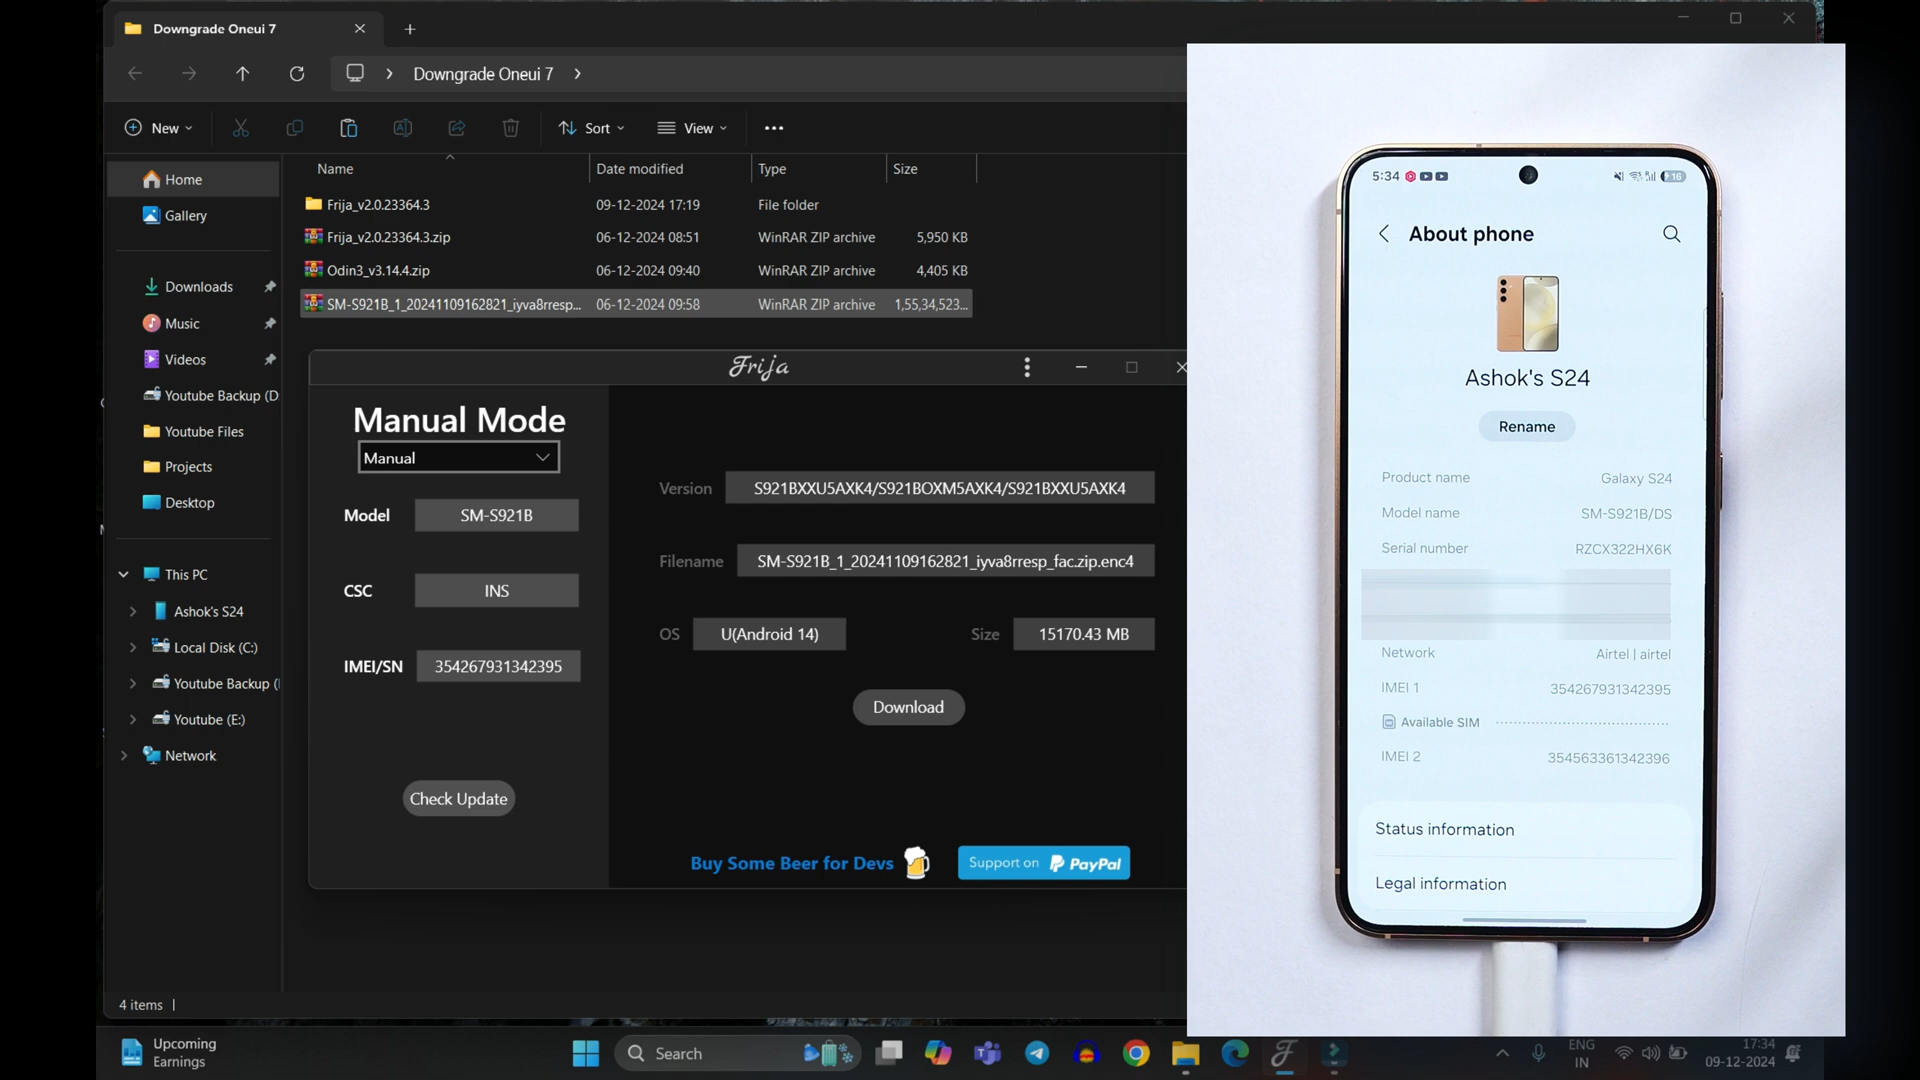 Downgrade Oneui 7
Downgrade Oneui 7
New
Sort
View
Name
Date modified
Type
Size
Home
Gallery
Downloads
Music
Videos
Youtube Backup (D
Youtube Files
Projects
Desktop
This PC
Ashok's S24
Local Disk (C:)
Youtube Backup (
Youtube (E:)
Network
Frija_v2.0.23364.3 09-12-2024 17:19 File folder
Frija_v2.0.23364.3.zip 06-12-2024 08:51 WinRAR ZIP archive 5,950 KB
Odin3_v3.14.4.zip 06-12-2024 09:40 WinRAR ZIP archive 4,405 KB
SM-S921B_1_20241109162821_iyva8rresp... 06-12-2024 09:58 WinRAR ZIP archive 1,55,34,523...
Frija
Manual Mode
Manual
Model SM-S921B
CSC INS
IMEI/SN 354267931342395
Check Update
Version S921BXXU5AXK4/S921BOXM5AXK4/S921BXXU5AXK4
Filename SM-S921B_1_20241109162821_iyva8rresp_fac.zip.enc4
OS U(Android 14) Size 15170.43 MB
Download
Buy Some Beer for Devs
Support on PayPal
4 items
5:34
16
About phone
Ashok's S24
Rename
Product name Galaxy S24
Model name SM-S921B/DS
Serial number RZCX322HX6K
Network Airtel | airtel
IMEI 1 354267931342395
Available SIM
IMEI 2 354563361342396
Status information
Legal information
Upcoming
Earnings
Search
ENG
IN
17:34
09-12-2024